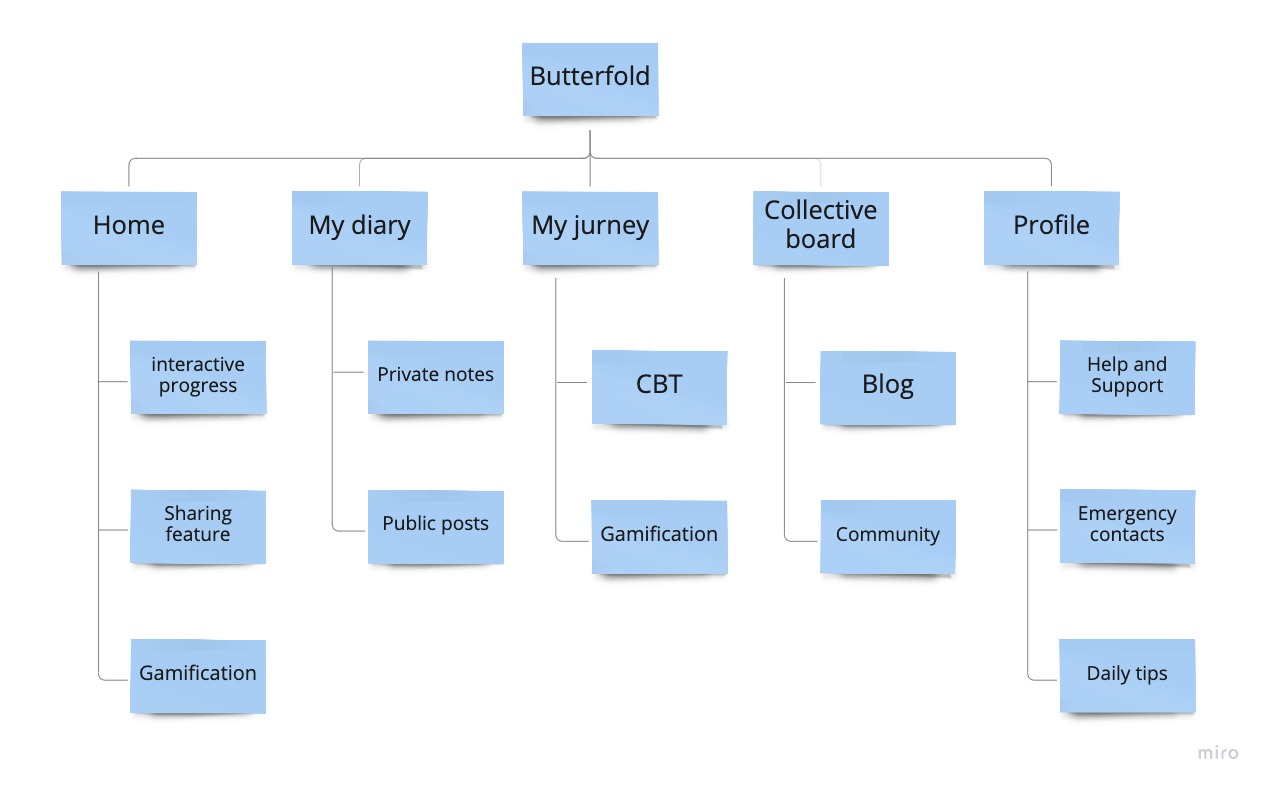 Butterfold
Home
My diary
My jurney
Collective
board
Profile
interactive
progress
Private notes
CBT
Blog
Help and
Support
Sharing
feature
Public posts
Gamification
Community
Emergency
contacts
Gamification
Daily tips
miro